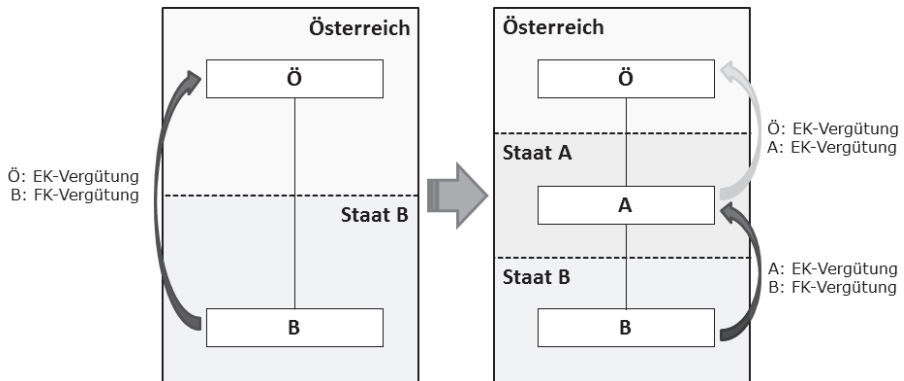 Österreich
Ö
Ö: EK-Vergütung
B: FK-Vergütung
Staat B
B
Österreich
Ö
Ö: EK-Vergütung
A: EK-Vergütung
Staat A
A
A: EK-Vergütung
B: FK-Vergütung
Staat B
B